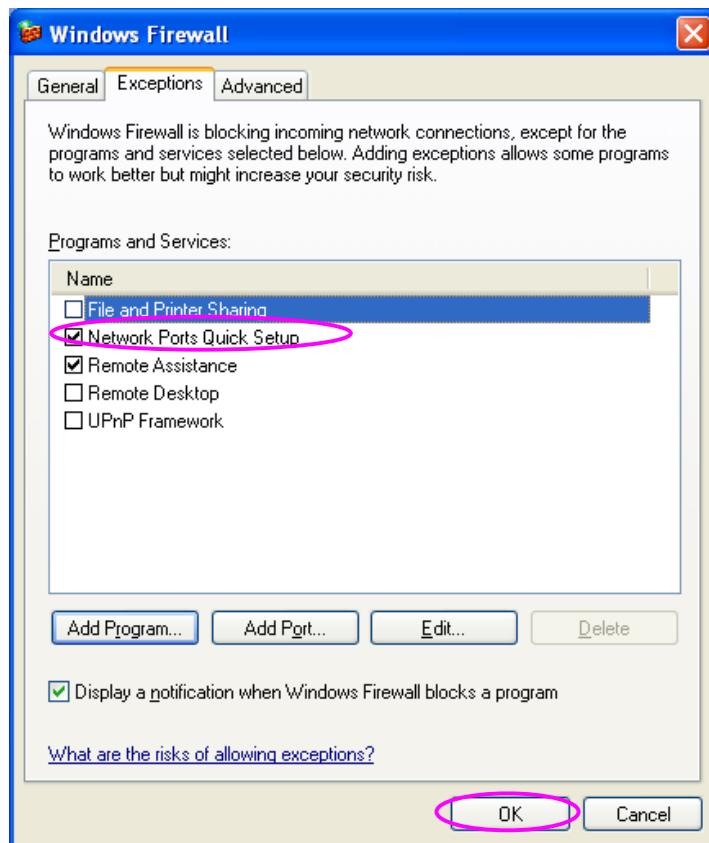 Windows Firewall
General Exceptions Advanced
Windows Firewall is blocking incoming network connections, except for the
programs and services selected below. Adding exceptions allows some programs
to work better but might increase your security risk.
Programs and Services:
Name
File and Printer Sharing
Network Ports Quick Setup
Remote Assistance
Remote Desktop
UPnP Framework
Add Program... Add Port... Edit... Delete
Display a notification when Windows Firewall blocks a program
What are the risks of allowing exceptions?
OK Cancel